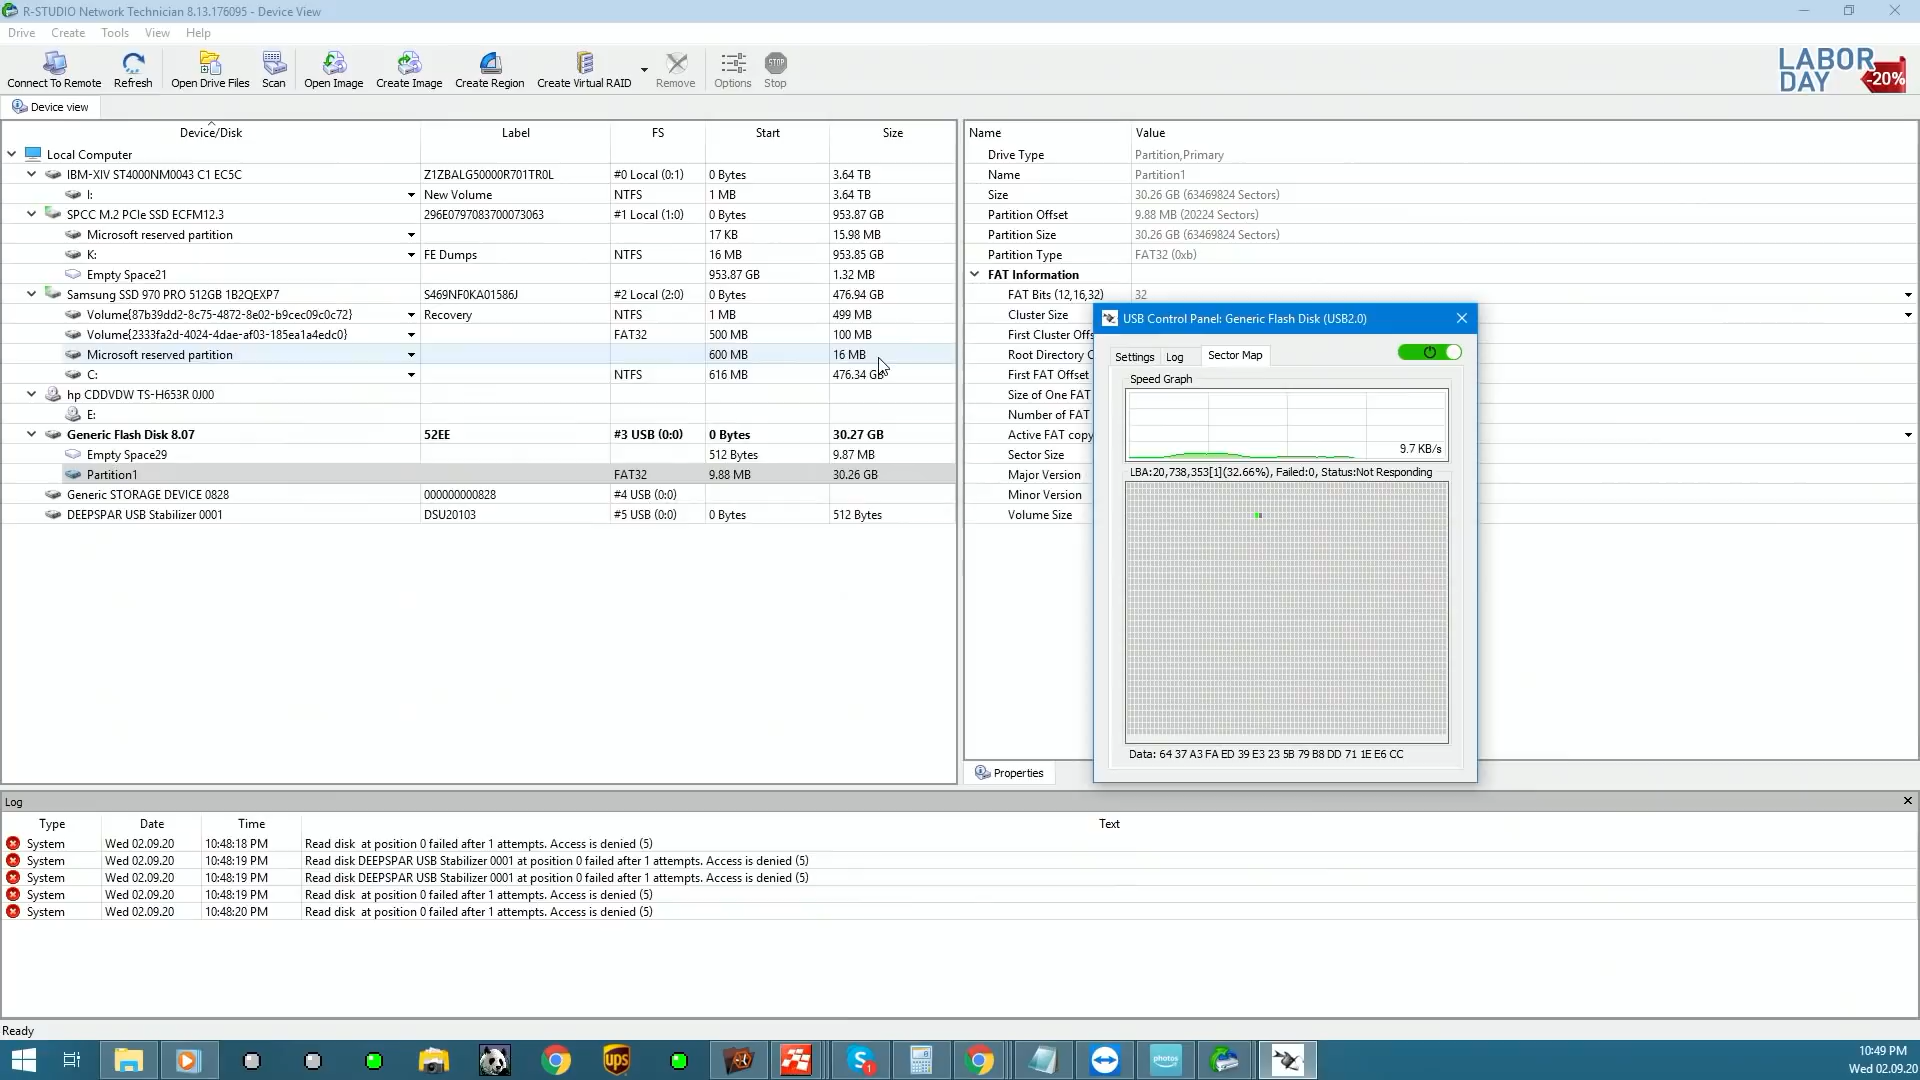 R-STUDIO Network Technician 8.13.176095 - Device View
Drive Create Tools View Help
Connect To Remote Refresh Open Drive Files Scan Open Image Create Image Create Region Create Virtual RAID Remove Options Stop
STOP
LABOR DAY -20%
Device view
Device/Disk Label FS Start Size
Local Computer
IBM-XIV ST4000NM0043 C1 EC5C Z1ZBALG50000R701TR0L #0 Local (0:1) 0 Bytes 3.64 TB
I: New Volume NTFS 1 MB 3.64 TB
SPCC M.2 PCIe SSD ECFM12.3 296E0797083700073063 #1 Local (1:0) 0 Bytes 953.87 GB
Microsoft reserved partition 17 KB 15.98 MB
K: FE Dumps NTFS 16 MB 953.85 GB
Empty Space21 953.87 GB 1.32 MB
Samsung SSD 970 PRO 512GB 1B2QEXP7 S469NF0KA01586J #2 Local (2:0) 0 Bytes 476.94 GB
Volume{87b39dd2-8c75-4872-8e02-b9cec09c0c72} Recovery NTFS 1 MB 499 MB
Volume{2333fa2d-4024-4dae-af03-185ea1a4edc0} FAT32 500 MB 100 MB
Microsoft reserved partition 600 MB 16 MB
C: NTFS 616 MB 476.34 GB
hp CDDVDW TS-H653R 0J00
E:
Generic Flash Disk 8.07 52EE #3 USB (0:0) 0 Bytes 30.27 GB
Empty Space29 512 Bytes 9.87 MB
Partition1 FAT32 9.88 MB 30.26 GB
Generic STORAGE DEVICE 0828 000000000828 #4 USB (0:0)
DEEPSPAR USB Stabilizer 0001 DSU20103 #5 USB (0:0) 0 Bytes 512 Bytes
Name Value
Drive Type Partition,Primary
Name Partition1
Size 30.26 GB (63469824 Sectors)
Partition Offset 9.88 MB (20224 Sectors)
Partition Size 30.26 GB (63469824 Sectors)
Partition Type FAT32 (0xb)
FAT Information
FAT Bits (12,16,32) 32
Cluster Size
First Cluster Offs
Root Directory C
First FAT Offset
Size of One FAT
Number of FAT
Active FAT copy
Sector Size
Major Version
Minor Version
Volume Size
Properties
USB Control Panel: Generic Flash Disk (USB2.0)
Settings Log Sector Map
Speed Graph
9.7 KB/s
LBA:20,738,353[1](32.66%), Failed:0, Status:Not Responding
Data: 64 37 A3 FA ED 39 E3 23 5B 79 B8 DD 71 1E E6 CC
Log
Type Date Time Text
System Wed 02.09.20 10:48:18 PM Read disk at position 0 failed after 1 attempts. Access is denied (5)
System Wed 02.09.20 10:48:19 PM Read disk DEEPSPAR USB Stabilizer 0001 at position 0 failed after 1 attempts. Access is denied (5)
System Wed 02.09.20 10:48:19 PM Read disk DEEPSPAR USB Stabilizer 0001 at position 0 failed after 1 attempts. Access is denied (5)
System Wed 02.09.20 10:48:19 PM Read disk at position 0 failed after 1 attempts. Access is denied (5)
System Wed 02.09.20 10:48:20 PM Read disk at position 0 failed after 1 attempts. Access is denied (5)
Ready
ups
S 1
photos
10:49 PM
Wed 02.09.20